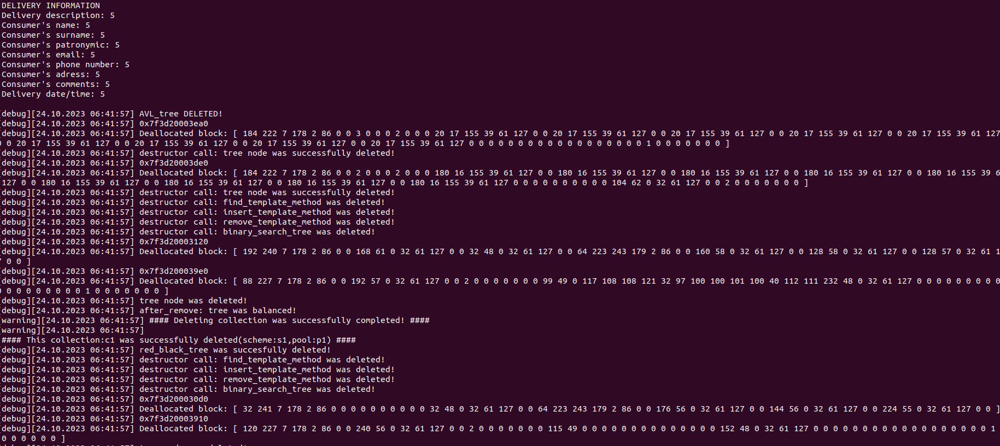 DELIVERY INFORMATION
Delivery description: 5
Consumer's name: 5
Consumer's surname: 5
Consumer's patronymic: 5
Consumer's email: 5
Consumer's phone number: 5
Consumer's adress: 5
Consumer's comments: 5
Delivery date/time: 5
[debug][24.10.2023 06:41:57] AVL_tree DELETED!
[debug][24.10.2023 06:41:57] 0x7f3d20003ea0
[debug][24.10.2023 06:41:57] Deallocated block: [ 184 222 7 178 2 86 0 0 3 0 0 0 2 0 0 0 20 17 155 39 61 127 0 0 20 17 155 39 61 127 0 0 20 17 155 39 61 127 0 0 20 17 155 39 61 127 0 0 20 17 155 39 61 127
0 0 20 17 155 39 61 127 0 0 20 17 155 39 61 127 0 0 20 17 155 39 61 127 0 0 20 17 155 39 61 127 0 0 0 0 0 0 0 0 0 0 0 0 0 0 0 0 0 0 1 0 0 0 0 0 0 0 ]
[debug][24.10.2023 06:41:57] destructor call: tree node was successfully deleted!
[debug][24.10.2023 06:41:57] 0x7f3d20003de0
[debug][24.10.2023 06:41:57] Deallocated block: [ 184 222 7 178 2 86 0 0 2 0 0 0 2 0 0 0 180 16 155 39 61 127 0 0 180 16 155 39 61 127 0 0 180 16 155 39 61 127 0 0 180 16 155 39 61 127 0 0 180 16 155 39 6
127 0 0 180 16 155 39 61 127 0 0 180 16 155 39 61 127 0 0 180 16 155 39 61 127 0 0 180 16 155 39 61 127 0 0 0 0 0 0 0 0 0 0 104 62 0 32 61 127 0 0 2 0 0 0 0 0 0 0 ]
[debug][24.10.2023 06:41:57] destructor call: tree node was successfully deleted!
[debug][24.10.2023 06:41:57] destructor call: find_template_method was deleted!
[debug][24.10.2023 06:41:57] destructor call: insert_template_method was deleted!
[debug][24.10.2023 06:41:57] destructor call: remove_template_method was deleted!
[debug][24.10.2023 06:41:57] destructor call: binary_search_tree was deleted!
[debug][24.10.2023 06:41:57] 0x7f3d20003120
[debug][24.10.2023 06:41:57] Deallocated block: [ 192 240 7 178 2 86 0 0 168 61 0 32 61 127 0 0 32 48 0 32 61 127 0 0 64 223 243 179 2 86 0 0 160 58 0 32 61 127 0 0 128 58 0 32 61 127 0 0 128 57 0 32 61 1
7 0 0 ]
[debug][24.10.2023 06:41:57] 0x7f3d200039e0
[debug][24.10.2023 06:41:57] Deallocated block: [ 88 227 7 178 2 86 0 0 192 57 0 32 61 127 0 0 2 0 0 0 0 0 0 0 99 49 0 117 108 108 121 32 97 100 100 101 100 40 112 111 232 48 0 32 61 127 0 0 0 0 0 0 0 0 0
0 0 0 0 0 0 0 0 0 1 0 0 0 0 0 0 0 ]
[debug][24.10.2023 06:41:57] tree node was deleted!
[debug][24.10.2023 06:41:57] after_remove: tree was balanced!
[warning][24.10.2023 06:41:57] #### Deleting collection was successfully completed! ####
[warning][24.10.2023 06:41:57]
#### This collection:c1 was successfully deleted(scheme:s1,pool:p1) ####
[debug][24.10.2023 06:41:57] red_black_tree was succesfully deleted!
[debug][24.10.2023 06:41:57] destructor call: find_template_method was deleted!
[debug][24.10.2023 06:41:57] destructor call: insert_template_method was deleted!
[debug][24.10.2023 06:41:57] destructor call: remove_template_method was deleted!
[debug][24.10.2023 06:41:57] destructor call: binary_search_tree was deleted!
[debug][24.10.2023 06:41:57] 0x7f3d200030d0
[debug][24.10.2023 06:41:57] Deallocated block: [ 32 241 7 178 2 86 0 0 0 0 0 0 0 0 0 0 32 48 0 32 61 127 0 0 64 223 243 179 2 86 0 0 176 56 0 32 61 127 0 0 144 56 0 32 61 127 0 0 224 55 0 32 61 127 0 0 ]
[debug][24.10.2023 06:41:57] 0x7f3d20003910
[debug][24.10.2023 06:41:57] Deallocated block: [ 120 227 7 178 2 86 0 0 240 56 0 32 61 127 0 0 2 0 0 0 0 0 0 0 115 49 0 0 0 0 0 0 0 0 0 0 0 0 0 0 152 48 0 32 61 127 0 0 0 0 0 0 0 0 0 0 0 0 0 0 0 0 0 0 1
0 0 0 0 0 0 ]